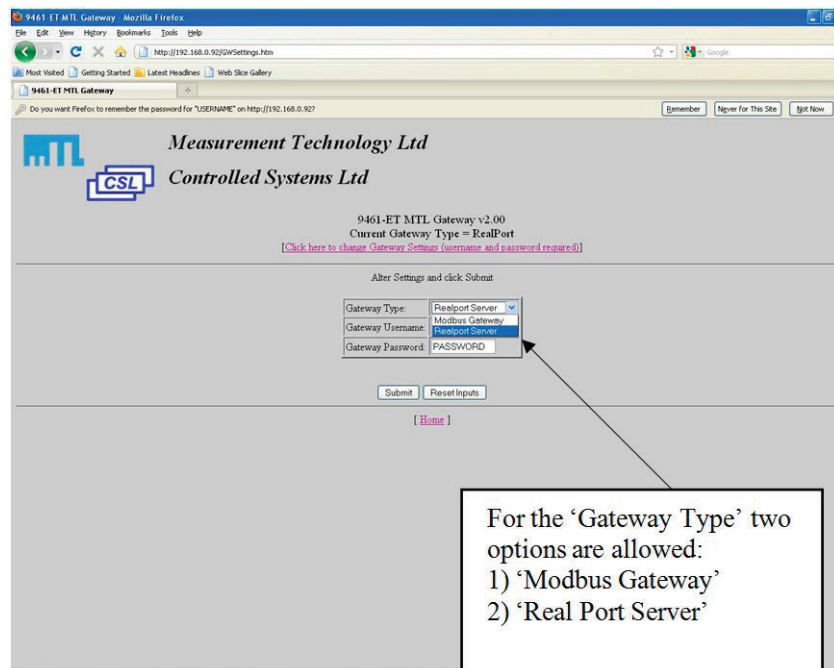 9461-ET MTL Gateway - Mozilla Firefox
File Edit View History Bookmarks Tools Help
http://192.168.0.92/GWSettings.htm
Google
Most Visited Getting Started Latest Headlines Web Slice Gallery
9461-ET MTL Gateway
Do you want Firefox to remember the password for "USERNAME" on http://192.168.0.92?
Remember Never for This Site Not Now
MTL
CSL
Measurement Technology Ltd
Controlled Systems Ltd
9461-ET MTL Gateway v2.00
Current Gateway Type = RealPort
[Click here to change Gateway Settings (username and password required)]
Alter Settings and click Submit
Gateway Type: Realport Server
Modbus Gateway
Realport Server
Gateway Username:
Gateway Password: PASSWORD
Submit Reset Inputs
[ Home ]
For the ‘Gateway Type’ two
options are allowed:
1) ‘Modbus Gateway’
2) ‘Real Port Server’